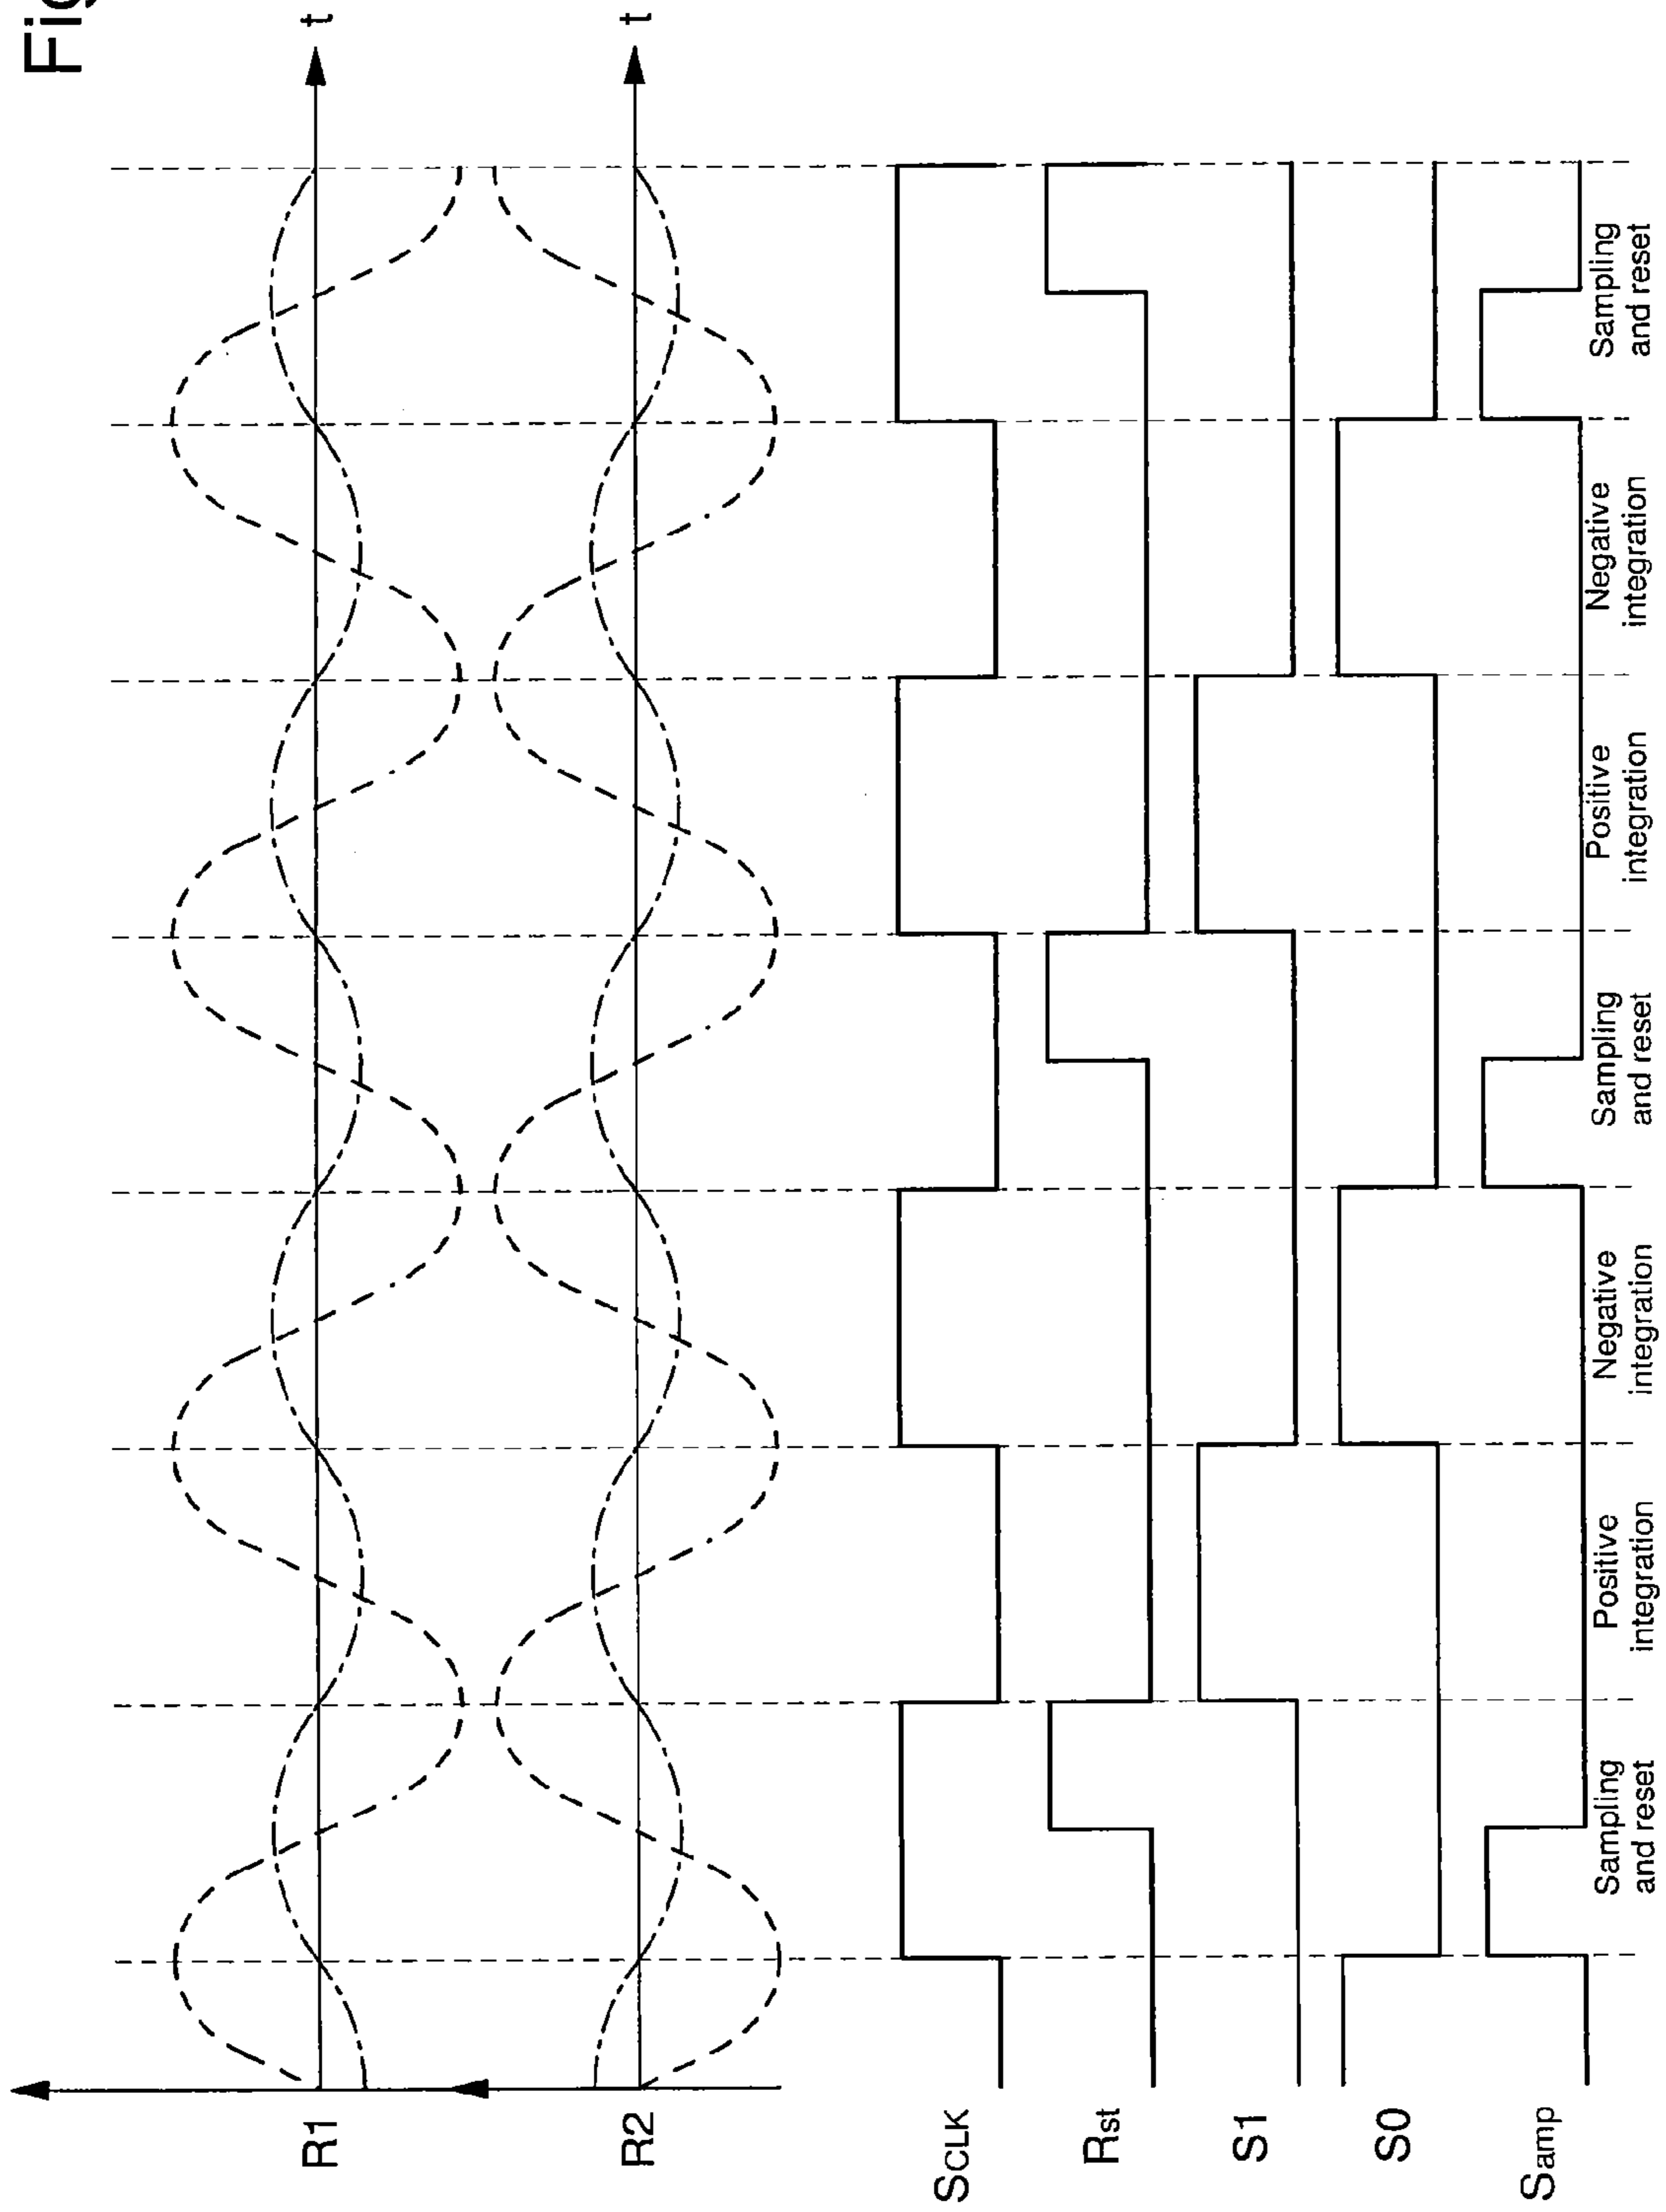 Fig
R1
t
R2
t
SCLK
Rst
S1
S0
Samp
Sampling
and reset
Positive
integration
Negative
integration
Sampling
and reset
Positive
integration
Negative
integration
Sampling
and reset